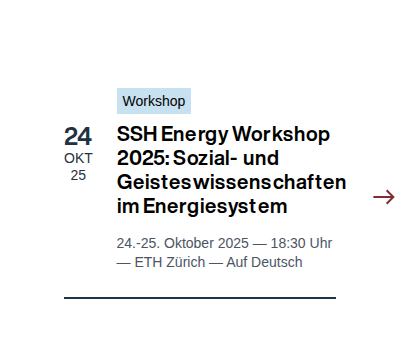 Workshop
24
OKT
25
SSH Energy Workshop
2025: Sozial- und
Geisteswissenschaften
im Energiesystem
24.-25. Oktober 2025 — 18:30 Uhr
— ETH Zürich — Auf Deutsch